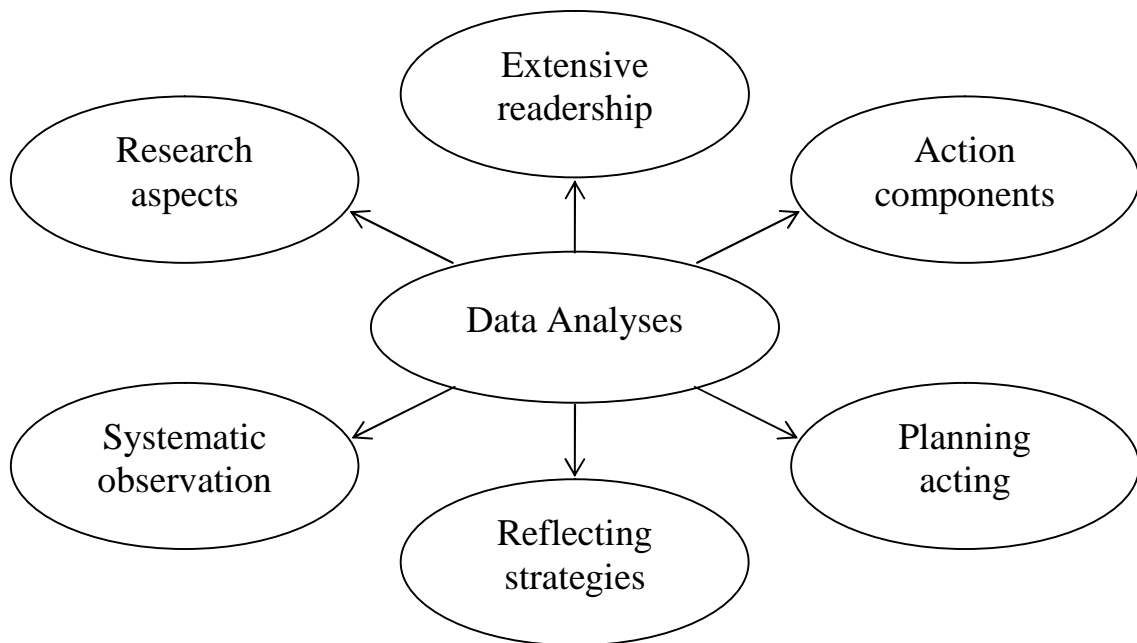 Extensive
readership
Research
aspects
Action
components
Data Analyses
Systematic
observation
Planning
acting
Reflecting
strategies